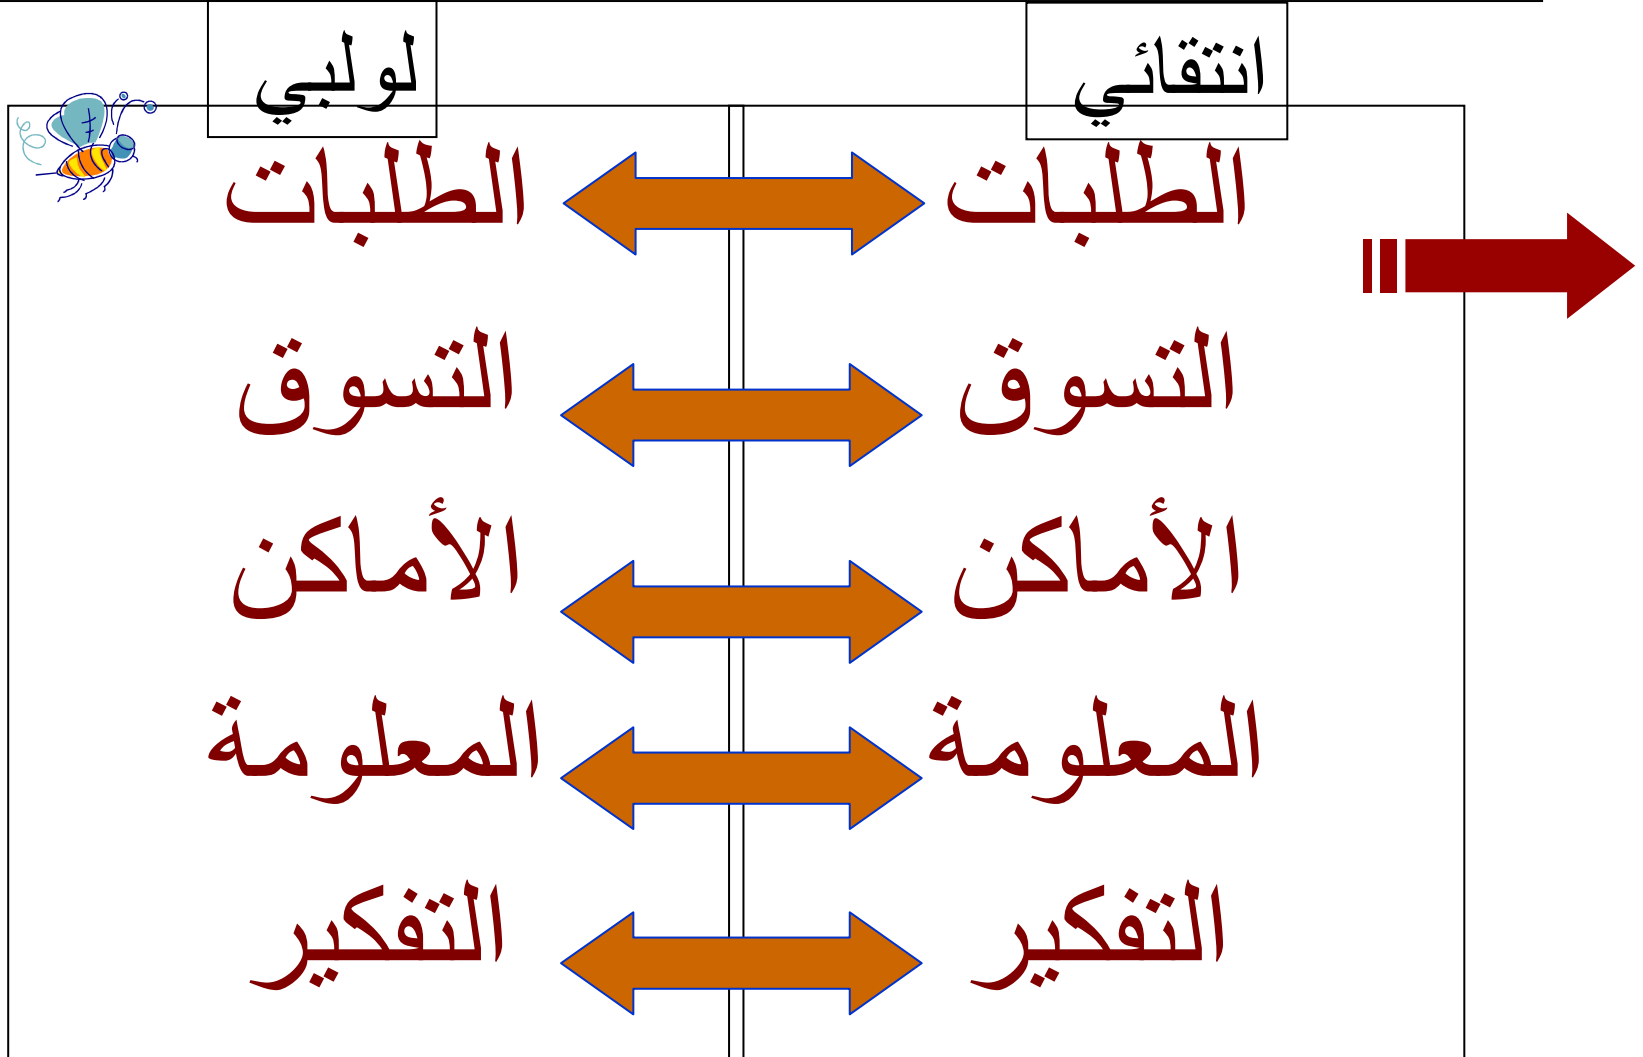 انتقائي لولبي
الطلبات الطلبات
التسوق التسوق
الأماكن الأماكن
المعلومة المعلومة
التفكير التفكير